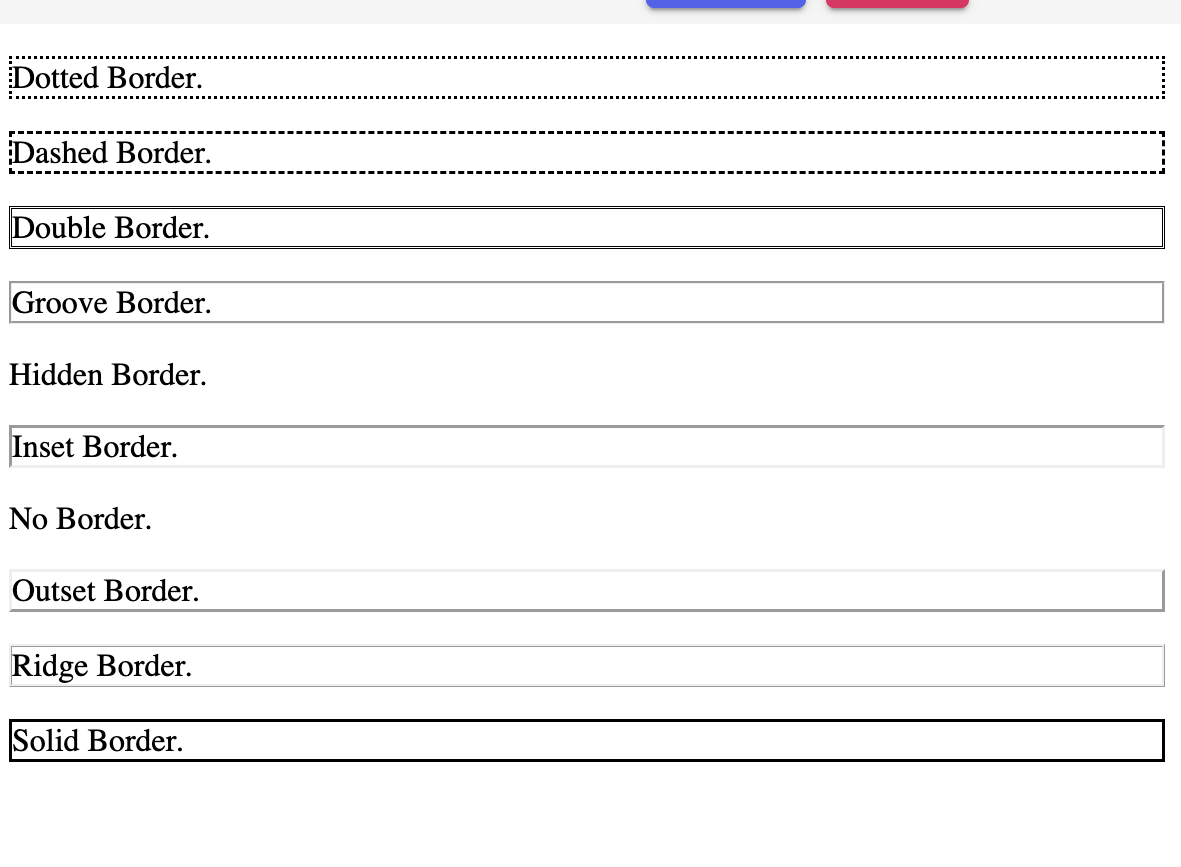 Dotted Border.
Dashed Border.
Double Border.
Groove Border.
Hidden Border.
Inset Border.
No Border.
Outset Border.
Ridge Border.
Solid Border.